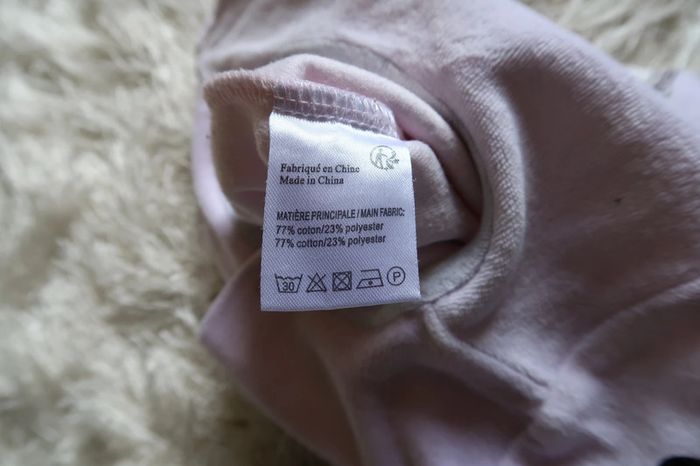 Fabriqué en Chine
Made in China
MATIÈRE PRINCIPALE / MAIN FABRIC:
77% coton/23% polyester
77% cotton/23% polyester
30 P